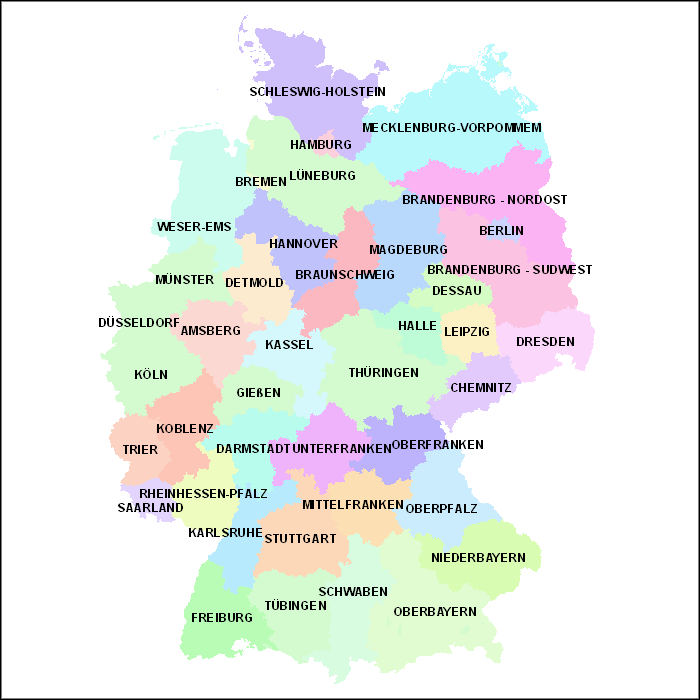 SCHLESWIG-HOLSTEIN
MECKLENBURG-VORPOMMEM
HAMBURG
LÜNEBURG
BREMEN
BRANDENBURG - NORDOST
WESER-EMS
BERLIN
HANNOVER
MAGDEBURG
BRANDENBURG - SUDWEST
BRAUNSCHWEIG
MÜNSTER
DETMOLD
DESSAU
DÜSSELDORF
AMSBERG
HALLE
LEIPZIG
KASSEL
DRESDEN
KÖLN
THÜRINGEN
CHEMNITZ
GIEßEN
KOBLENZ
OBERFRANKEN
TRIER
DARMSTADT
UNTERFRANKEN
RHEINHESSEN-PFALZ
SAARLAND
MITTELFRANKEN
OBERPFALZ
KARLSRUHE
STUTTGART
NIEDERBAYERN
SCHWABEN
TÜBINGEN
OBERBAYERN
FREIBURG